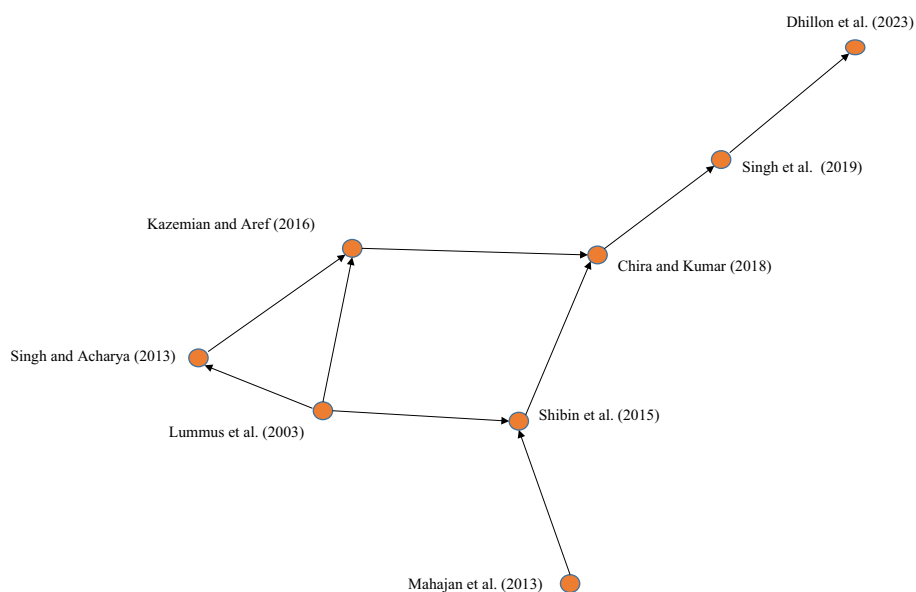 Dhillon et al. (2023)
Singh et al.  (2019)
Kazemian and Aref (2016)
Chira and Kumar (2018)
Singh and Acharya (2013)
Shibin et al. (2015)
Lummus et al. (2003)
Mahajan et al. (2013)